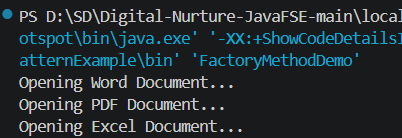 PS D:\SD\Digital-Nurture-JavaFSE-main\local
otspot\bin\java.exe' '-XX:+ShowCodeDetailsI
atternExample\bin' 'FactoryMethodDemo'
Opening Word Document...
Opening PDF Document...
Opening Excel Document...